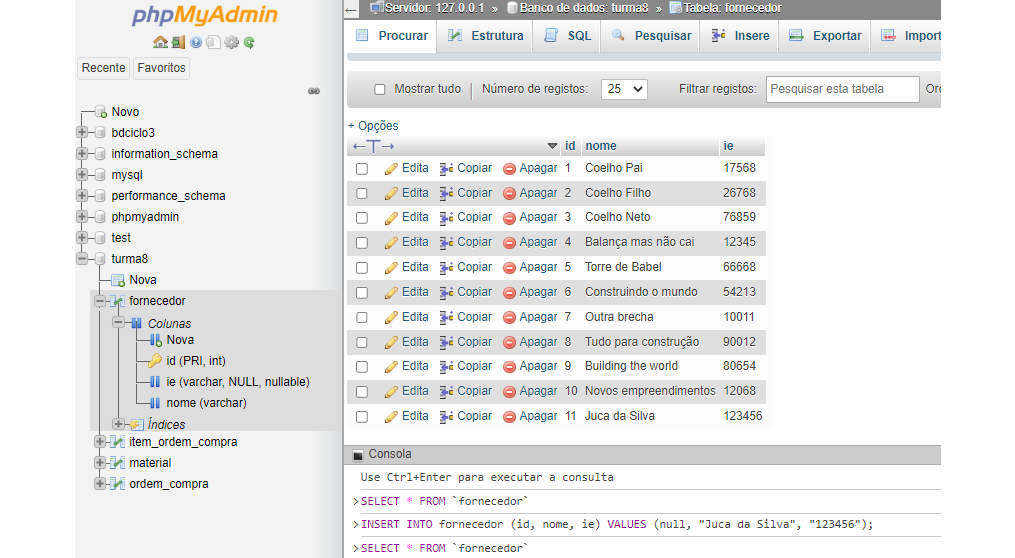 phpMyAdmin
Recente Favoritos
Novo
bdciclo3
information_schema
mysql
performance_schema
phpmyadmin
test
turma8
Nova
fornecedor
Colunas
Nova
id (PRI, int)
ie (varchar, NULL, nullable)
nome (varchar)
Índices
item_ordem_compra
material
ordem_compra
Servidor: 127.0.0.1 » Banco de dados: turma8 » Tabela: fornecedor
Procurar Estrutura SQL Pesquisar Insere Exportar Import
Mostrar tudo Número de registos: 25 Filtrar registos: Pesquisar esta tabela Or
+ Opções
←T→ id nome ie
Edita Copiar Apagar 1 Coelho Pai 17568
Edita Copiar Apagar 2 Coelho Filho 26768
Edita Copiar Apagar 3 Coelho Neto 76859
Edita Copiar Apagar 4 Balança mas não cai 12345
Edita Copiar Apagar 5 Torre de Babel 66668
Edita Copiar Apagar 6 Construindo o mundo 54213
Edita Copiar Apagar 7 Outra brecha 10011
Edita Copiar Apagar 8 Tudo para construção 90012
Edita Copiar Apagar 9 Building the world 80654
Edita Copiar Apagar 10 Novos empreendimentos 12068
Edita Copiar Apagar 11 Juca da Silva 123456
Consola
Use Ctrl+Enter para executar a consulta
>SELECT * FROM `fornecedor`
>INSERT INTO fornecedor (id, nome, ie) VALUES (null, "Juca da Silva", "123456");
>SELECT * FROM `fornecedor`